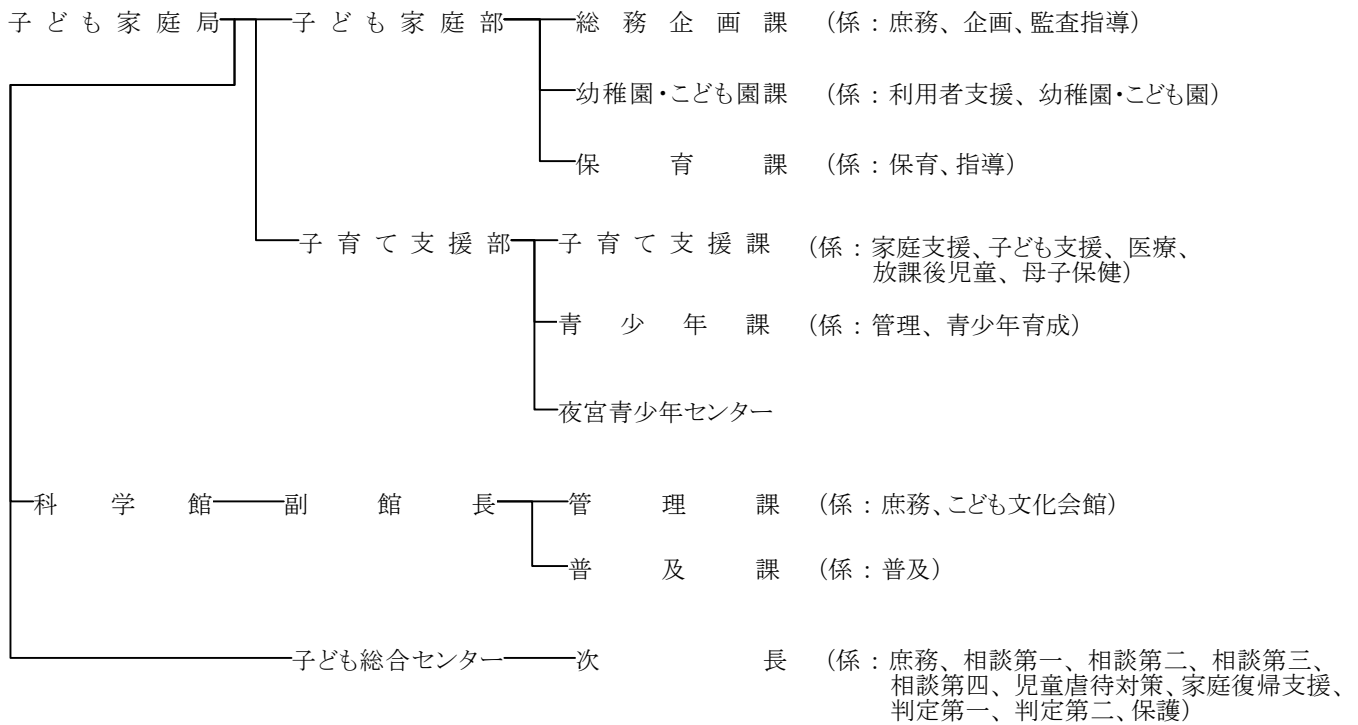 子ども家庭局 子ども家庭部 総務企画課 (係：庶務、企画、監査指導)
幼稚園・こども園課 (係：利用者支援、幼稚園・こども園)
保育課 (係：保育、指導)
子育て支援部 子育て支援課 (係：家庭支援、子ども支援、医療、
放課後児童、母子保健)
青少年課 (係：管理、青少年育成)
夜宮青少年センター
科学館 副館長 管理課 (係：庶務、こども文化会館)
普及課 (係：普及)
子ども総合センター 次長 (係：庶務、相談第一、相談第二、相談第三、
相談第四、児童虐待対策、家庭復帰支援、
判定第一、判定第二、保護)